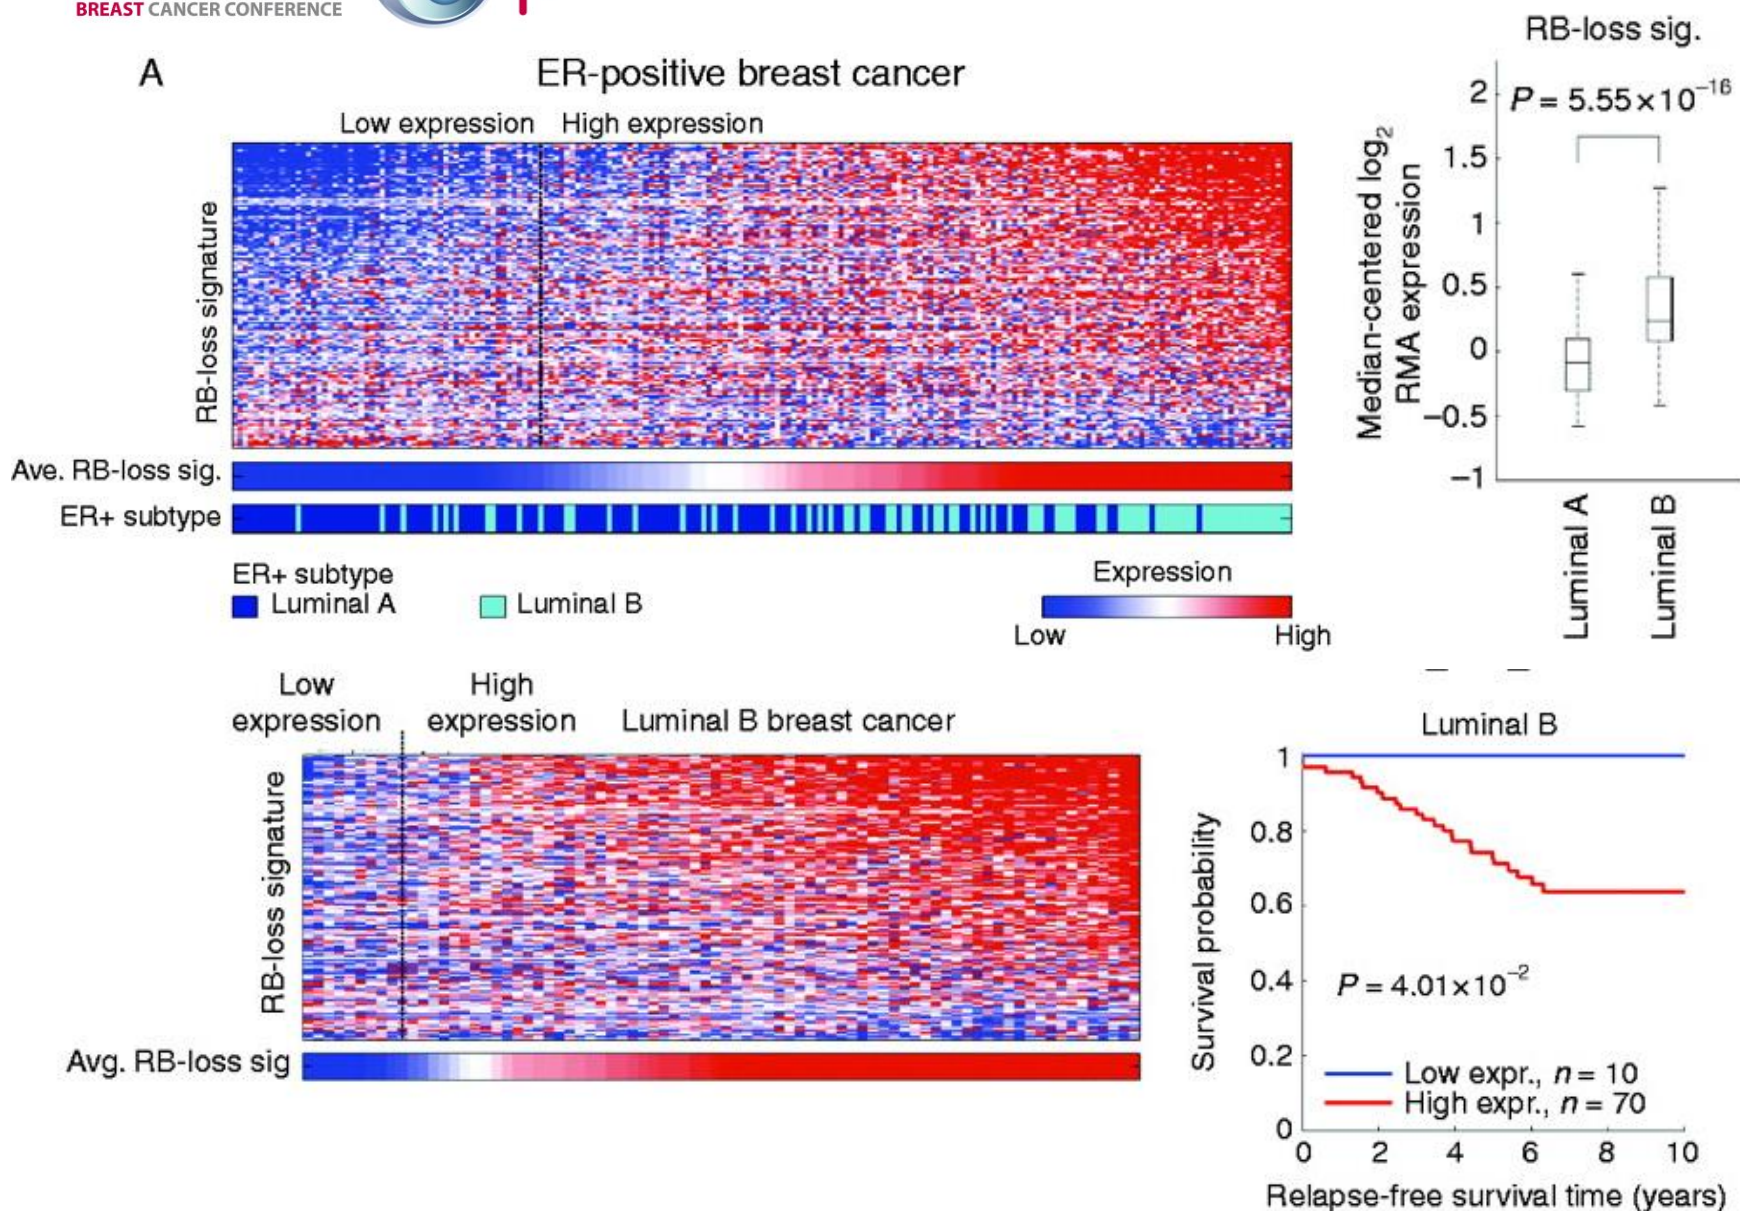 BREAST CANCER CONFERENCE
A
ER-positive breast cancer
Low expression
High expression
RB-loss signature
Ave. RB-loss sig.
ER+ subtype
ER+ subtype
Luminal A
Luminal B
Expression
Low
High
RB-loss sig.
P = 5.55×10⁻¹⁶
Median-centered log₂
RMA expression
2
1.5
1
0.5
0
−0.5
−1
Luminal A
Luminal B
Low
expression
High
expression
Luminal B breast cancer
RB-loss signature
Avg. RB-loss sig
Luminal B
Survival probability
1
0.8
0.6
0.4
0.2
0
P = 4.01×10⁻²
Low expr., n = 10
High expr., n = 70
0 2 4 6 8 10
Relapse-free survival time (years)